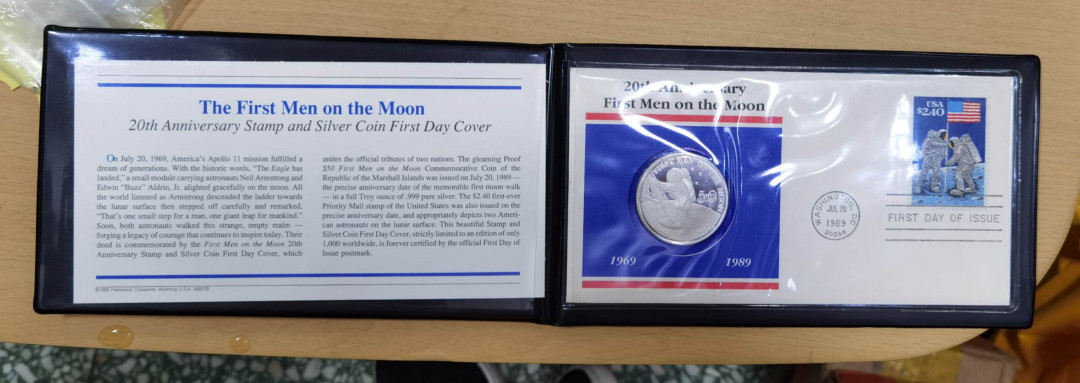 The First Men on the Moon
20th Anniversary Stamp and Silver Coin First Day Cover
On July 20, 1969, America's Apollo 11 mission fulfilled a
dream of generations. With the historic words, "The Eagle has
landed," a small module carrying astronauts Neil Armstrong and
Edwin "Buzz" Aldrin, Jr. alighted gracefully on the moon. All
the world listened as Armstrong descended the ladder towards
the lunar surface then stepped off carefully and remarked,
"That's one small step for a man, one giant leap for mankind."
Soon, both astronauts walked this strange, empty realm —
forging a legacy of courage that continues to inspire today. Their
deed is commemorated by the First Men on the Moon 20th
Anniversary Stamp and Silver Coin First Day Cover, which
unites the official tributes of two nations. The gleaming Proof
$50 First Men on the Moon Commemorative Coin of the
Republic of the Marshall Islands was issued on July 20, 1989 —
the precise anniversary date of the memorable first moon walk
— in a full Troy ounce of .999 pure silver. The $2.40 first-ever
Priority Mail stamp of the United States was also issued on the
precise anniversary date, and appropriately depicts two Ameri-
can astronauts on the lunar surface. This beautiful Stamp and
Silver Coin First Day Cover, strictly limited to an edition of only
1,000 worldwide, is forever certified by the official First Day of
Issue postmark.
20th Anniversary
First Men on the Moon
FIRST MEN
$50
1969
1989
USA
$2.40
WASHINGTON, DC
JUL 20
1989
FIRST DAY OF ISSUE